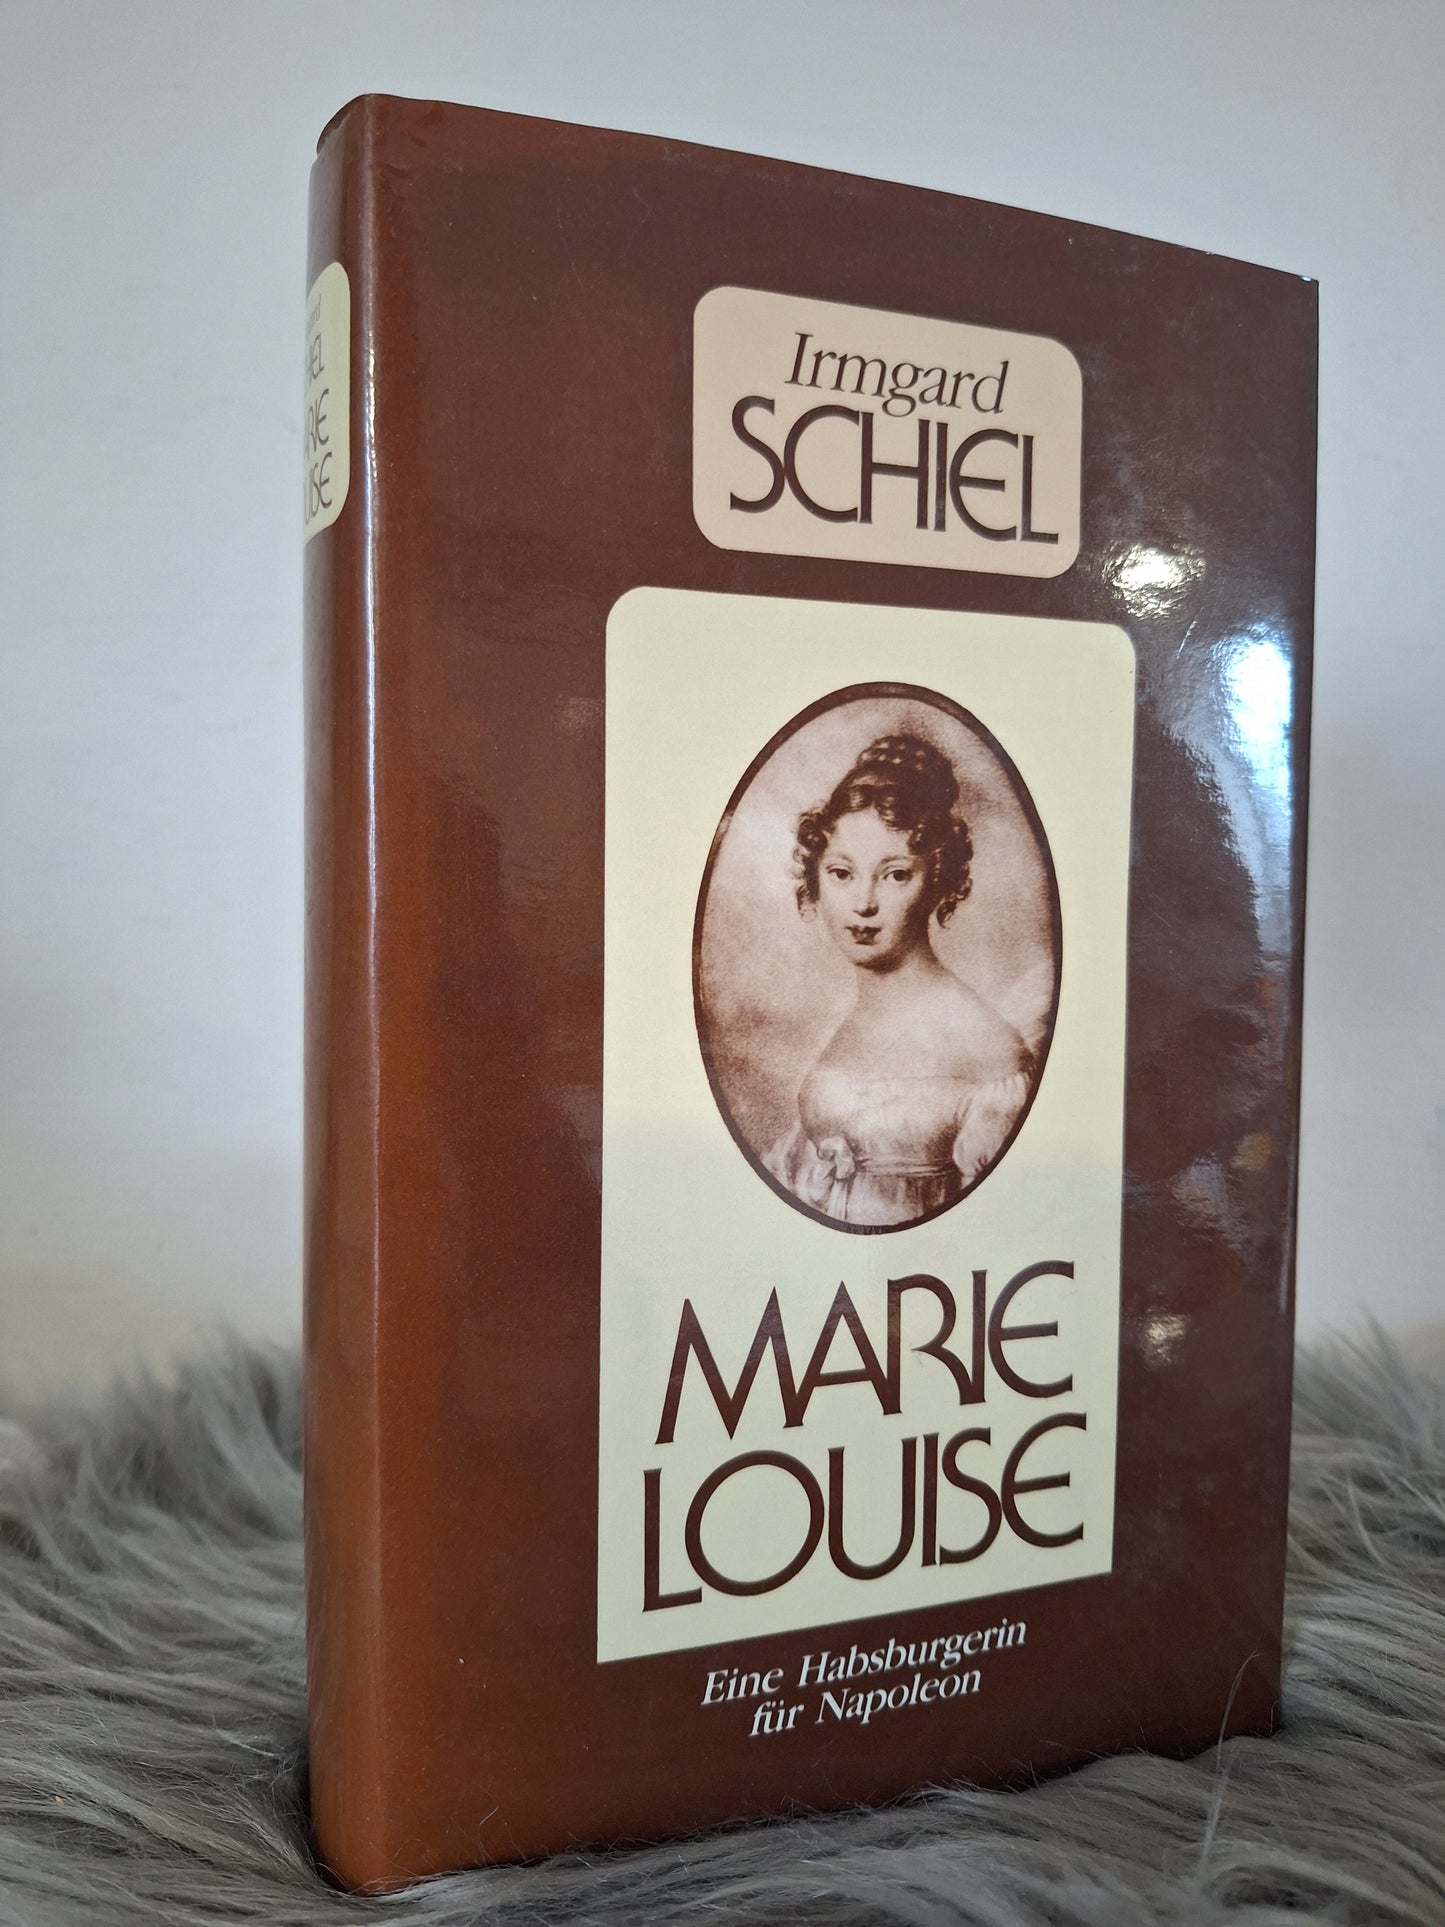 Irmgard
SCHIEL
MARIE
LOUISE
Eine Habsburgerin
für Napoleon